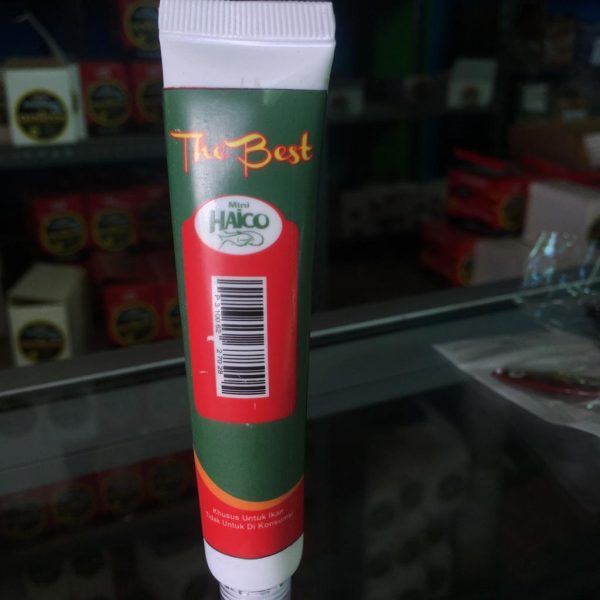 The Best
Mini
HAICO
Khusus Untuk Ikan
Tidak Untuk Di Konsumsi